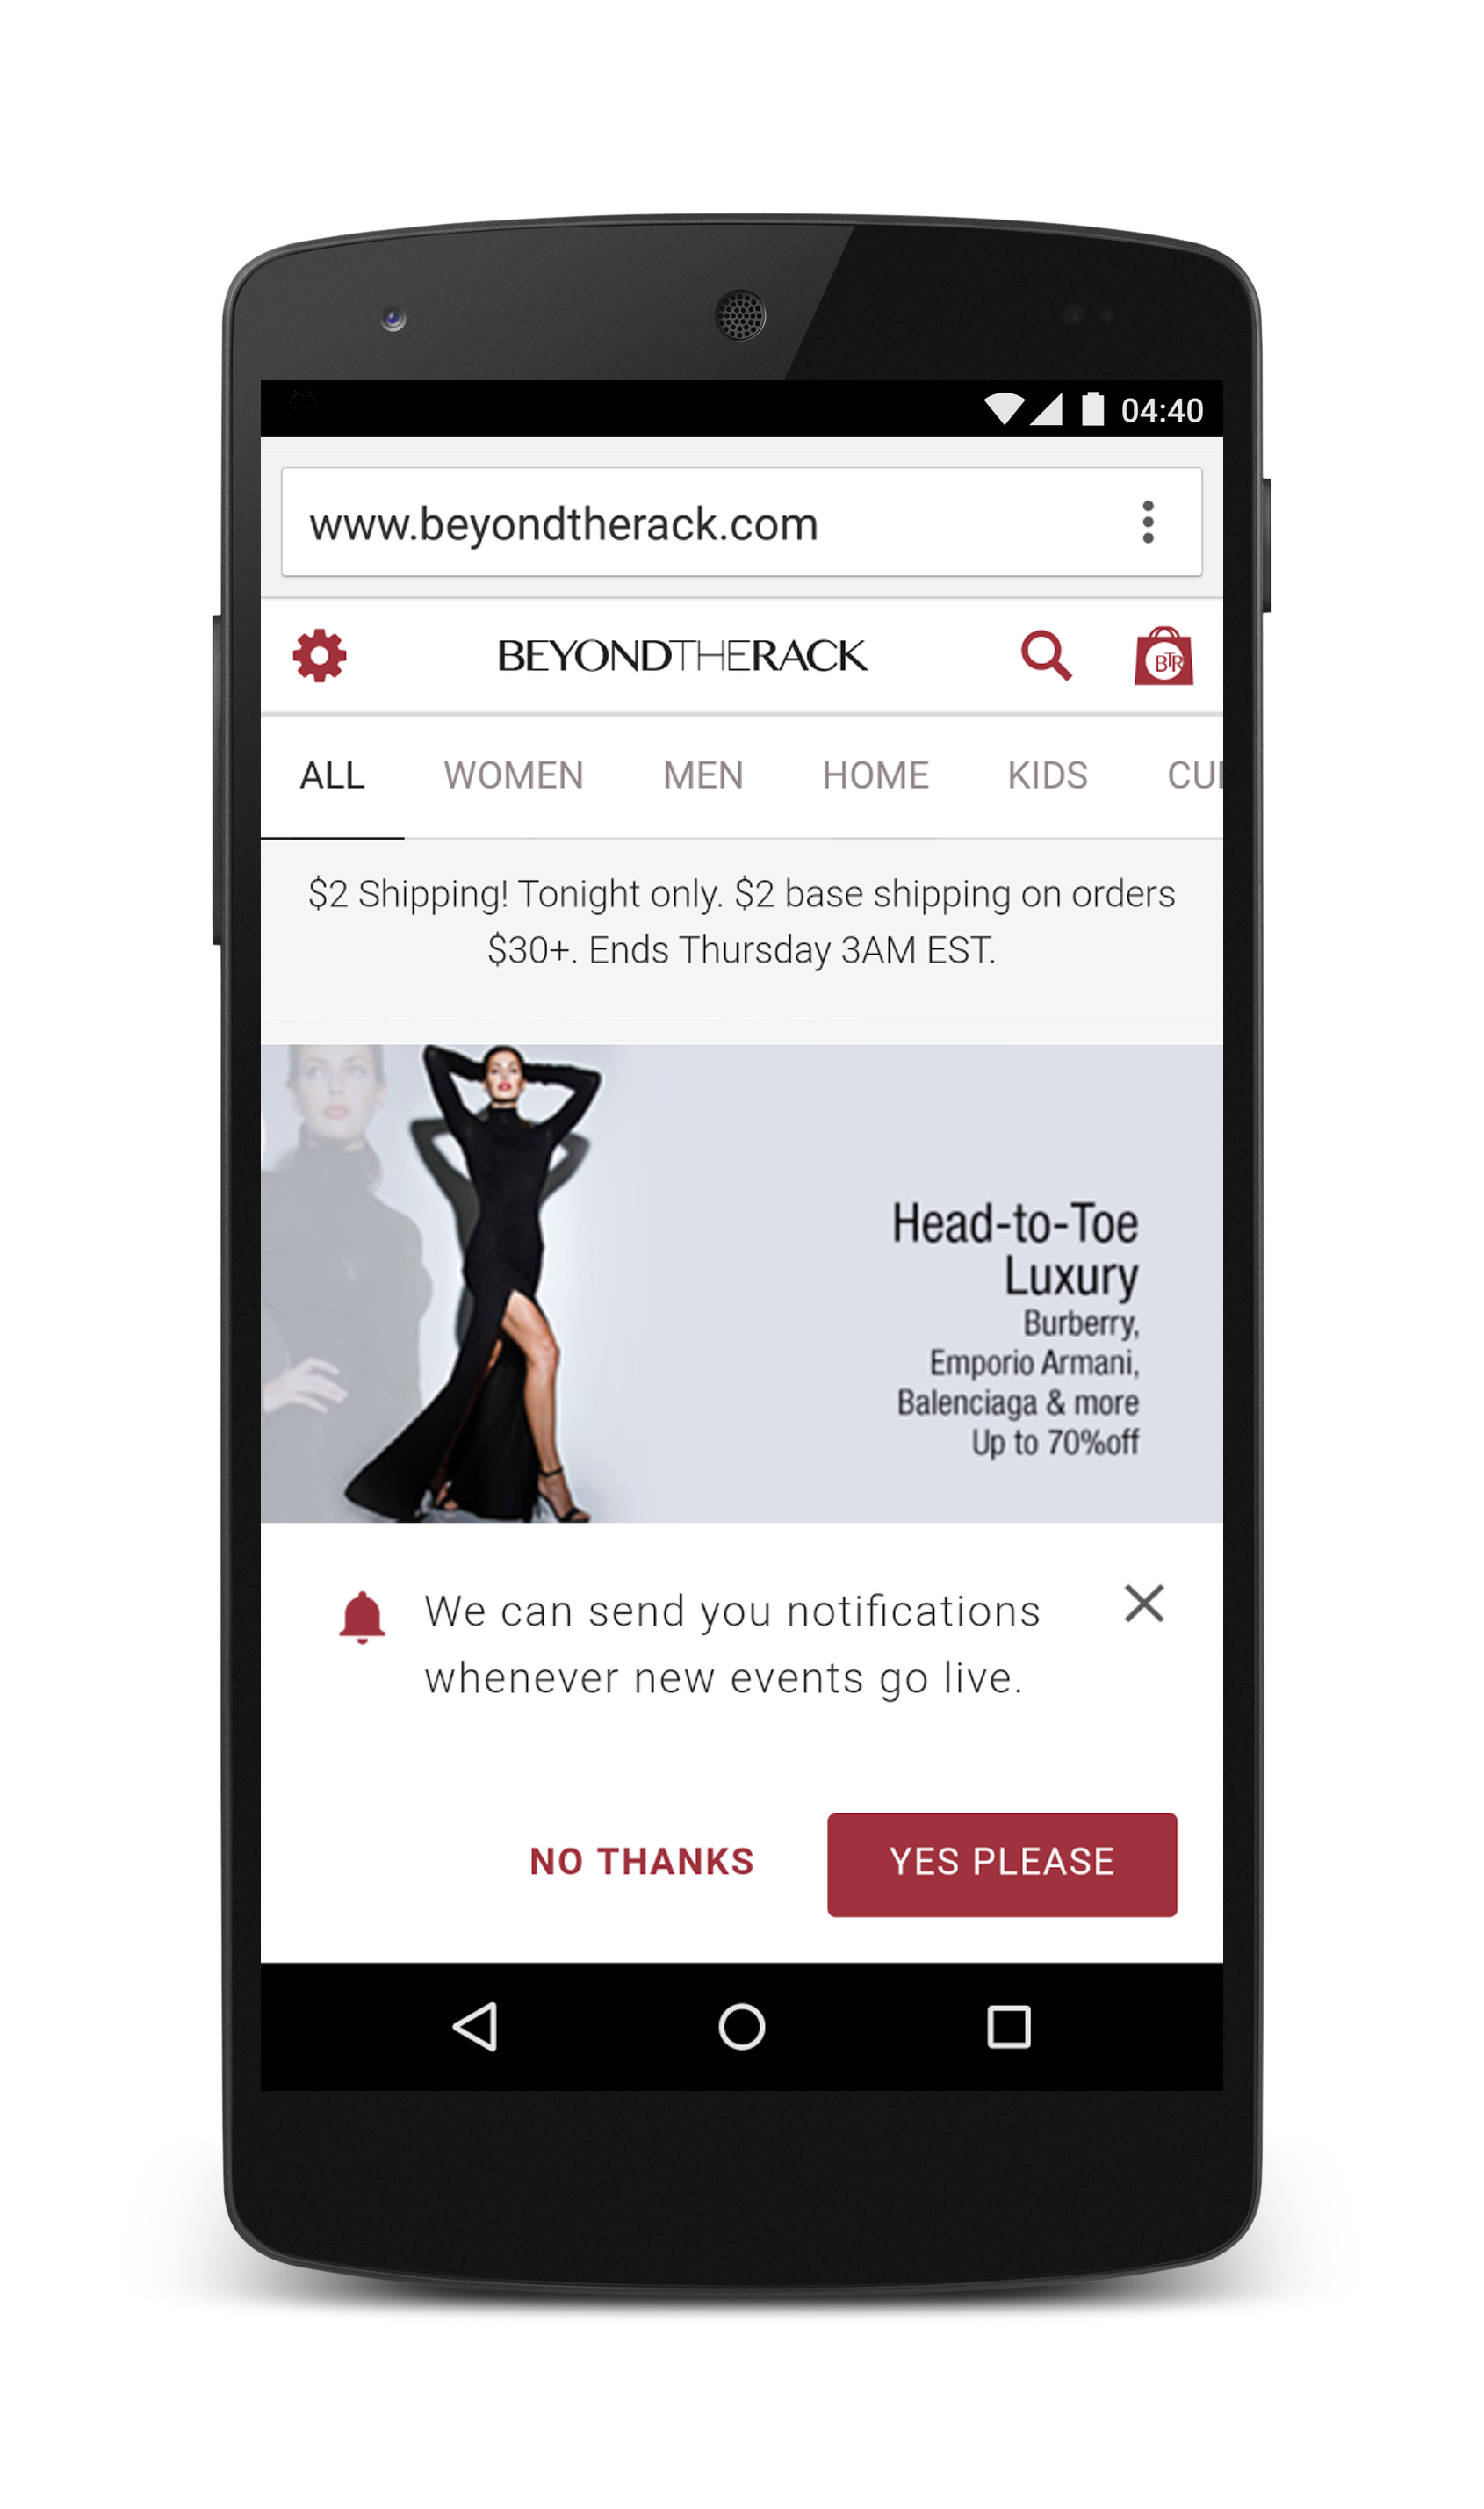 04:40
www.beyondtherack.com
BEYONDTHERACK
BTR
ALL WOMEN MEN HOME KIDS
$2 Shipping! Tonight only. $2 base shipping on orders
$30+. Ends Thursday 3AM EST.
Head-to-Toe
Luxury
Burberry,
Emporio Armani,
Balenciaga & more
Up to 70%off
We can send you notifications
whenever new events go live.
NO THANKS YES PLEASE